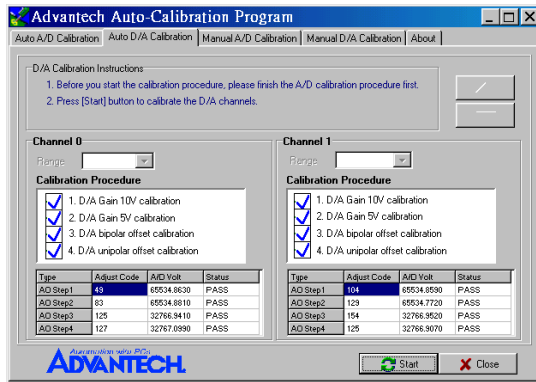 Advantech Auto-Calibration Program
Auto A/D Calibration Auto D/A Calibration Manual A/D Calibration Manual D/A Calibration About
D/A Calibration Instructions
1. Before you start the calibration procedure, please finish the A/D calibration procedure first.
2. Press [Start] button to calibrate the D/A channels.
Channel 0
Range
Calibration Procedure
1. D/A Gain 10V calibration
2. D/A Gain 5V calibration
3. D/A bipolar offset calibration
4. D/A unipolar offset calibration
Type Adjust Code A/D Volt Status
AO Step1 49 65534.8630 PASS
AO Step2 83 65534.8810 PASS
AO Step3 125 32766.9410 PASS
AO Step4 127 32767.0990 PASS
Channel 1
Range
Calibration Procedure
1. D/A Gain 10V calibration
2. D/A Gain 5V calibration
3. D/A bipolar offset calibration
4. D/A unipolar offset calibration
Type Adjust Code A/D Volt Status
AO Step1 104 65534.8590 PASS
AO Step2 129 65534.7720 PASS
AO Step3 154 32766.9520 PASS
AO Step4 125 32766.9070 PASS
Automation with PCs
ADVANTECH.
Start
Close